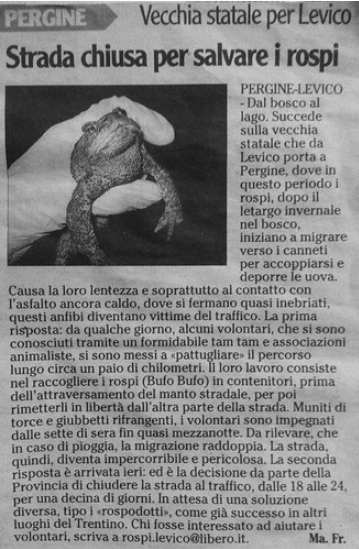 PERGINE
Vecchia statale per Levico
Strada chiusa per salvare i rospi
PERGINE-LEVICO
- Dal bosco al
lago. Succede
sulla vecchia
statale che da
Levico porta a
Pergine, dove in
questo periodo i
rospi, dopo il
letargo invernale
nel bosco,
iniziano a migrare
verso i canneti
per accoppiarsi e
deporre le uova.
Causa la loro lentezza e soprattutto al contatto con
l'asfalto ancora caldo, dove si fermano quasi inebriati,
questi anfibi diventano vittime del traffico. La prima
risposta: da qualche giorno, alcuni volontari, che si sono
conosciuti tramite un formidabile tam tam e associazioni
animaliste, si sono messi a «pattugliare» il percorso
lungo circa un paio di chilometri. Il loro lavoro consiste
nel raccogliere i rospi (Bufo Bufo) in contenitori, prima
dell'attraversamento del manto stradale, per poi
rimetterli in libertà dall'altra parte della strada. Muniti di
torce e giubbetti rifrangenti, i volontari sono impegnati
dalle sette di sera fin quasi mezzanotte. Da rilevare, che
in caso di pioggia, la migrazione raddoppia. La strada,
quindi, diventa impercorribile e pericolosa. La seconda
risposta è arrivata ieri: ed è la decisione da parte della
Provincia di chiudere la strada al traffico, dalle 18 alle 24,
per una decina di giorni. In attesa di una soluzione
diversa, tipo i «rospodotti», come già successo in altri
luoghi del Trentino. Chi fosse interessato ad aiutare i
volontari, scriva a rospi.levico@libero.it. Ma. Fr.